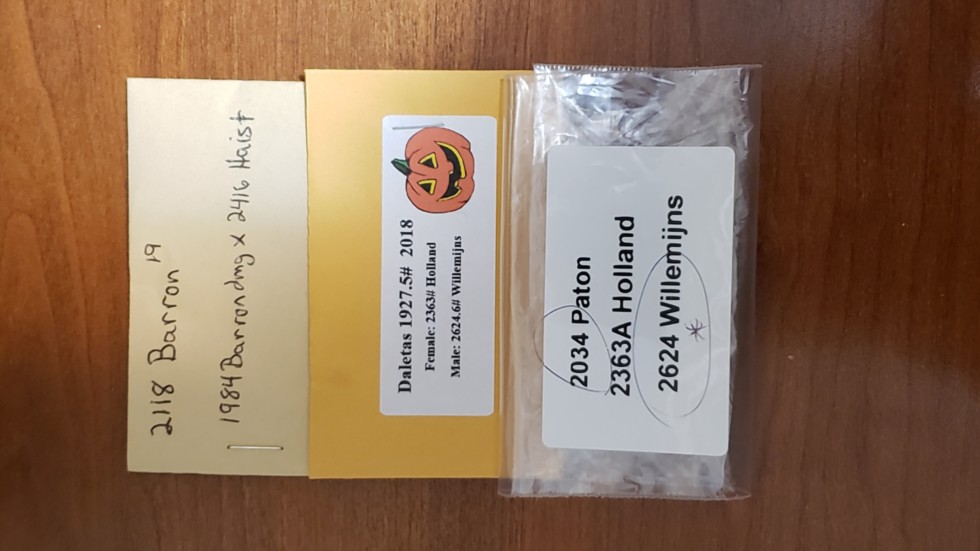 2118 Barron 19
1984 Barron dmg x 2416 Haist
Daletas 1927.5# 2018
Female: 2363# Holland
Male: 2624.6# Willemijns
2034 Paton
2363A Holland
2624 Willemijns
*